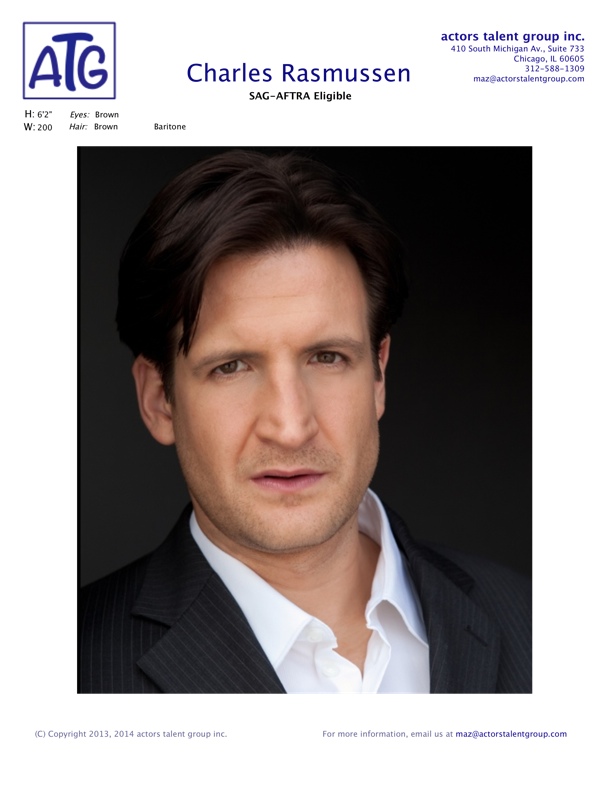 ATG
actors talent group inc.
410 South Michigan Av., Suite 733
Chicago, IL 60605
312-588-1309
maz@actorstalentgroup.com
Charles Rasmussen
SAG-AFTRA Eligible
H: 6'2" Eyes: Brown
W: 200 Hair: Brown Baritone
(C) Copyright 2013, 2014 actors talent group inc. For more information, email us at maz@actorstalentgroup.com